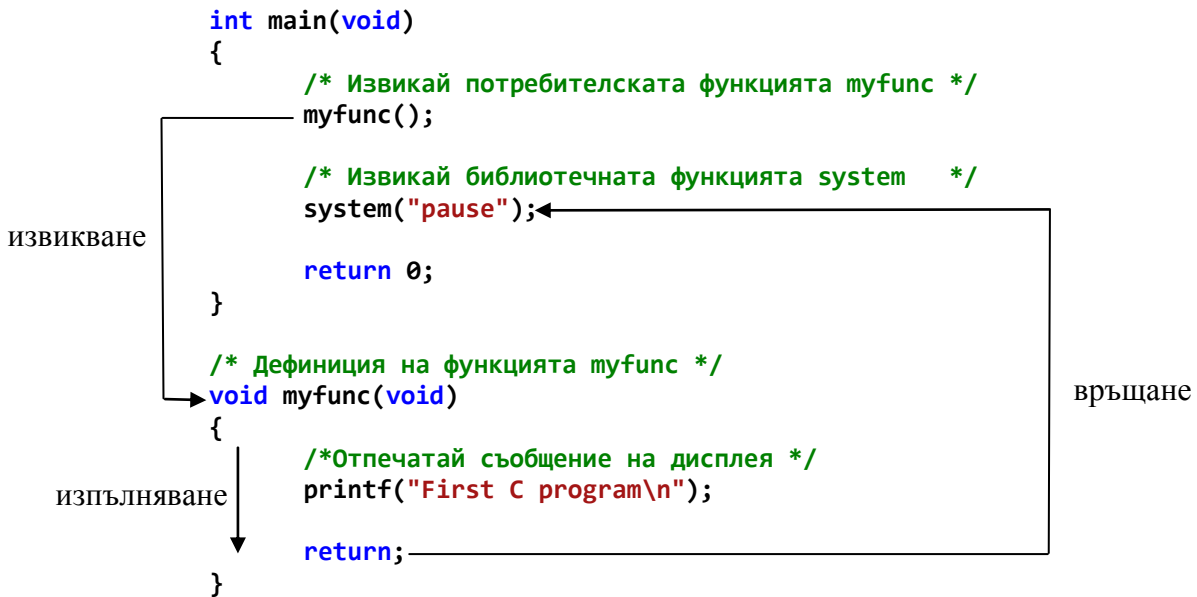 int main(void)
{
/* Извикай потребителската функцията myfunc */
myfunc();
/* Извикай библиотечната функцията system */
system("pause");
извикване
return 0;
}
/* Дефиниция на функцията myfunc */
void myfunc(void)
връщане
{
/*Отпечатай съобщение на дисплея */
printf("First C program\n");
изпълняване
return;
}